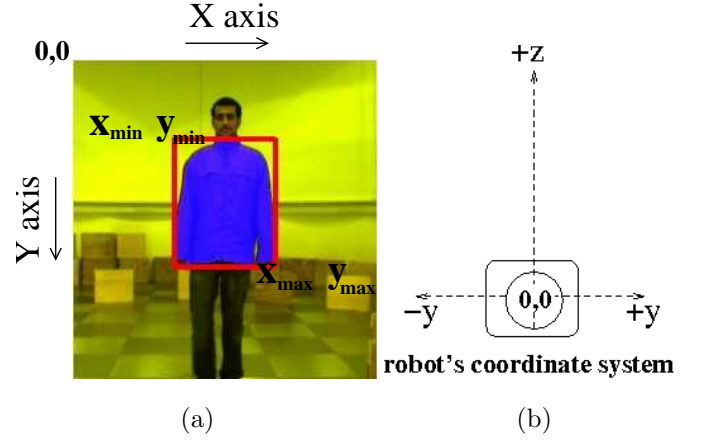 X axis
0,0
x_min y_min
Y axis
x_max y_max
(a)
+z
0,0
−y
+y
robot's coordinate system
(b)